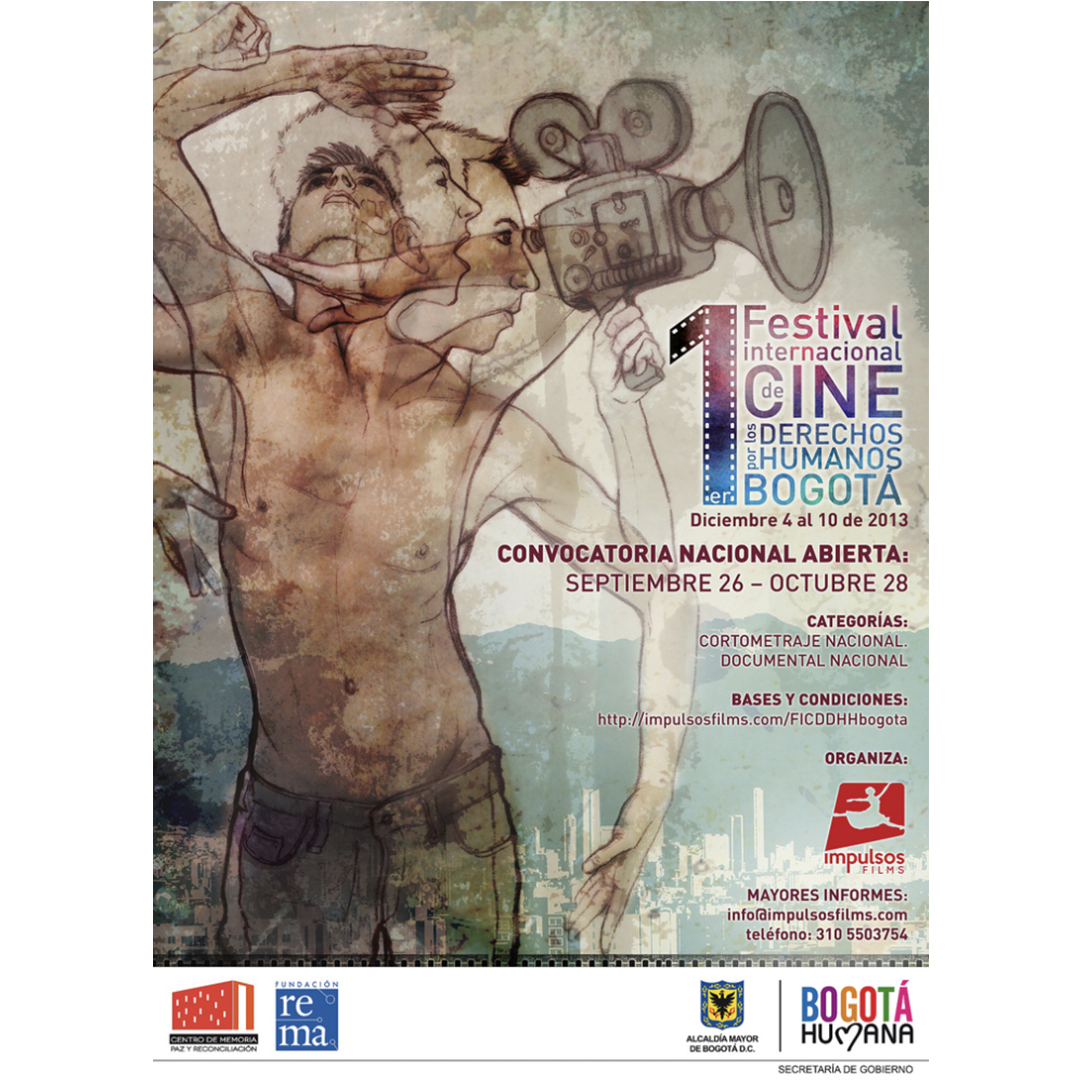 1er
Festival
internacional
de CINE
por los DERECHOS
HUMANOS
BOGOTÁ
Diciembre 4 al 10 de 2013
CONVOCATORIA NACIONAL ABIERTA:
SEPTIEMBRE 26 – OCTUBRE 28
CATEGORÍAS:
CORTOMETRAJE NACIONAL.
DOCUMENTAL NACIONAL
BASES Y CONDICIONES:
http://impulsosfilms.com/FICDDHHbogota
ORGANIZA:
impulsos
FILMS
MAYORES INFORMES:
info@impulsosfilms.com
teléfono: 310 5503754
CENTRO DE MEMORIA
PAZ Y RECONCILIACIÓN
FUNDACIÓN
re
ma
ALCALDÍA MAYOR
DE BOGOTÁ D.C.
BOGOTÁ
HUMANA
SECRETARÍA DE GOBIERNO